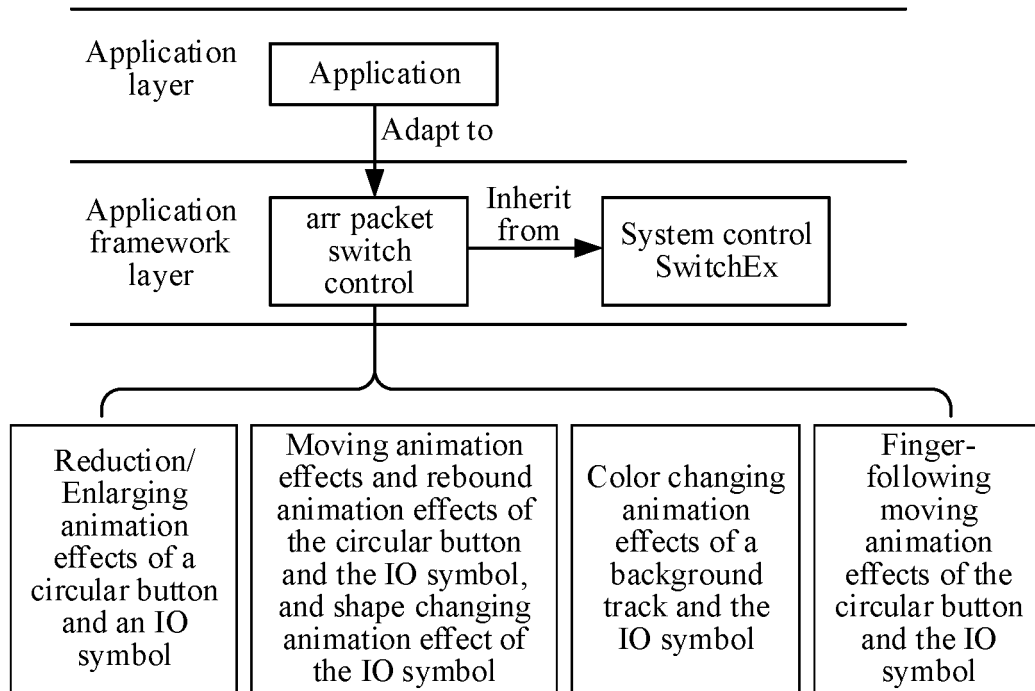 Application
layer
Application
Adapt to
Application
framework
layer
arr packet
switch
control
Inherit
from
System control
SwitchEx
Reduction/
Enlarging
animation
effects of a
circular button
and an IO
symbol
Moving animation
effects and rebound
animation effects of
the circular button
and the IO symbol,
and shape changing
animation effect of
the IO symbol
Color changing
animation
effects of a
background
track and the
IO symbol
Finger-
following
moving
animation
effects of the
circular button
and the IO
symbol